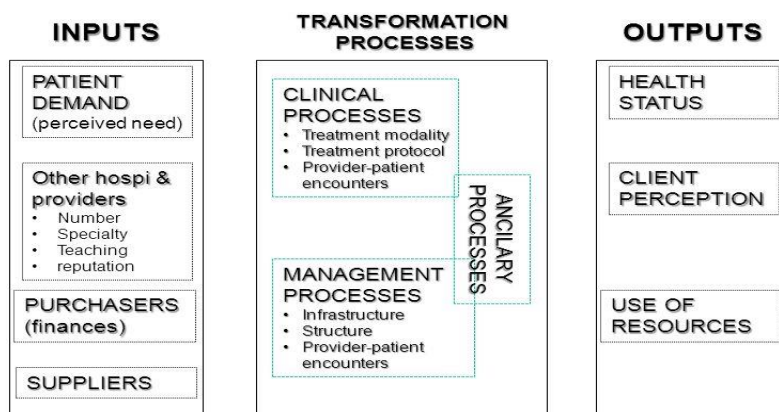 INPUTS
PATIENT
DEMAND
(perceived need)
Other hospi &
providers
• Number
• Specialty
• Teaching
• reputation
PURCHASERS
(finances)
SUPPLIERS
TRANSFORMATION
PROCESSES
CLINICAL
PROCESSES
• Treatment modality
• Treatment protocol
• Provider-patient
encounters
ANCILARY
PROCESSES
MANAGEMENT
PROCESSES
• Infrastructure
• Structure
• Provider-patient
encounters
OUTPUTS
HEALTH
STATUS
CLIENT
PERCEPTION
USE OF
RESOURCES